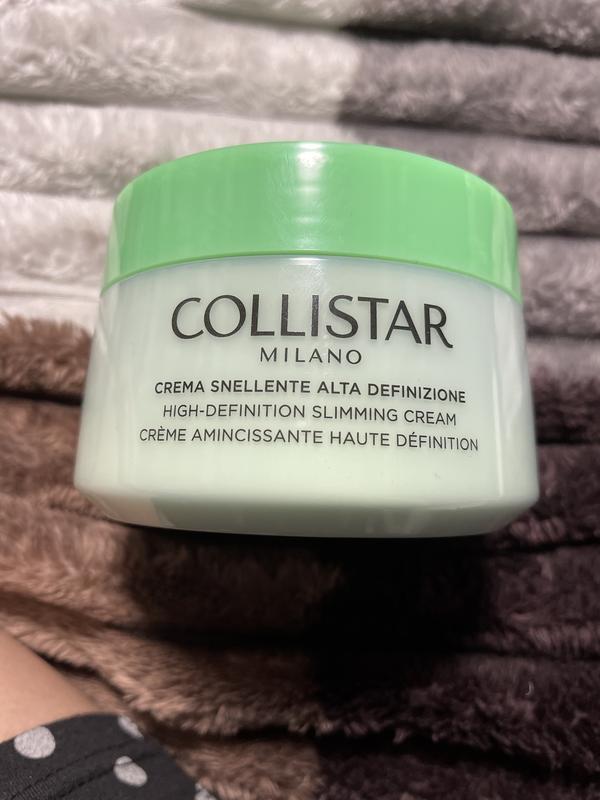 COLLISTAR
MILANO
CREMA SNELLENTE ALTA DEFINIZIONE
HIGH-DEFINITION SLIMMING CREAM
CRÈME AMINCISSANTE HAUTE DÉFINITION